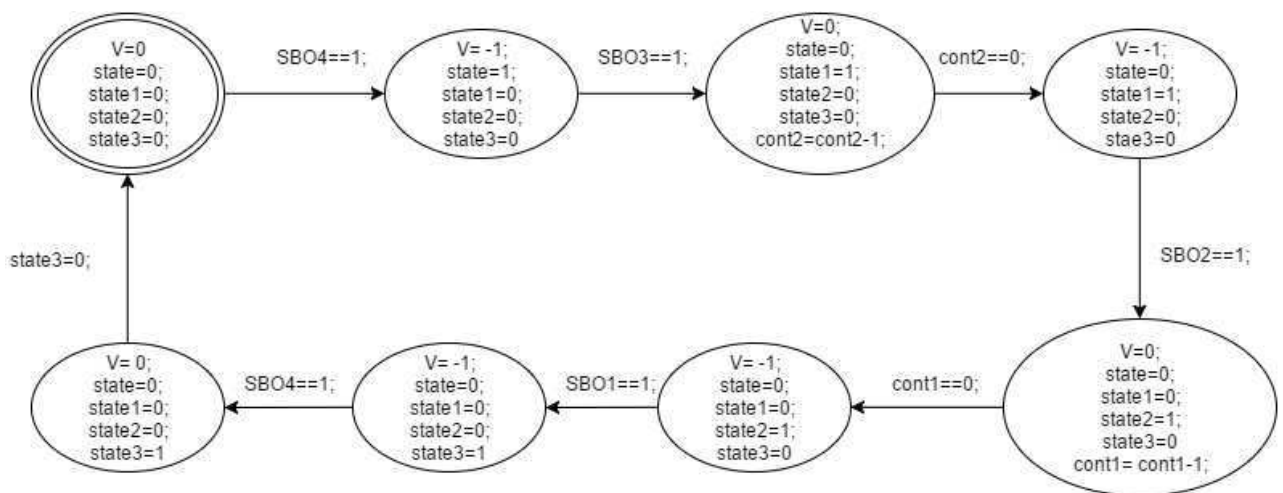 V=0
state=0;
state1=0;
state2=0;
state3=0;
SBO4==1;
V= -1;
state=1;
state1=0;
state2=0;
state3=0
SBO3==1;
V=0;
state=0;
state1=1;
state2=0;
state3=0;
cont2=cont2-1;
cont2==0;
V= -1;
state=0;
state1=1;
state2=0;
stae3=0
SBO2==1;
V=0;
state=0;
state1=0;
state2=1;
state3=0
cont1= cont1-1;
cont1==0;
V= -1;
state=0;
state1=0;
state2=1;
state3=0
SBO1==1;
V= -1;
state=0;
state1=0;
state2=0;
state3=1
SBO4==1;
V= 0;
state=0;
state1=0;
state2=0;
state3=1
state3=0;